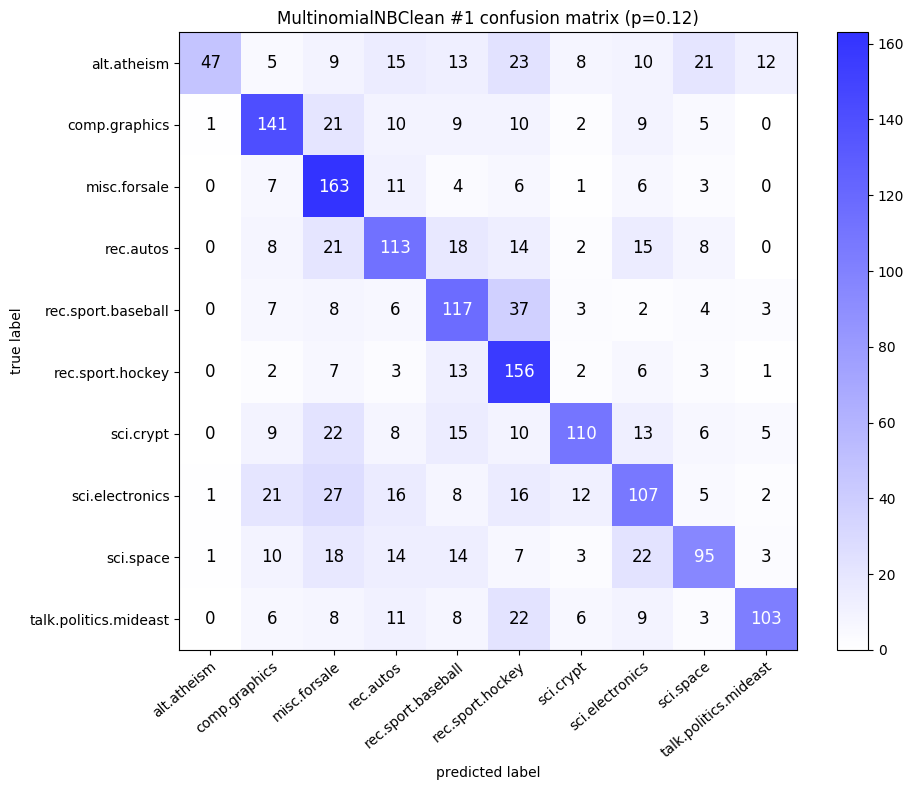 MultinomialNBClean #1 confusion matrix (p=0.12)
true label
alt.atheism 47 5 9 15 13 23 8 10 21 12
comp.graphics 1 141 21 10 9 10 2 9 5 0
misc.forsale 0 7 163 11 4 6 1 6 3 0
rec.autos 0 8 21 113 18 14 2 15 8 0
rec.sport.baseball 0 7 8 6 117 37 3 2 4 3
rec.sport.hockey 0 2 7 3 13 156 2 6 3 1
sci.crypt 0 9 22 8 15 10 110 13 6 5
sci.electronics 1 21 27 16 8 16 12 107 5 2
sci.space 1 10 18 14 14 7 3 22 95 3
talk.politics.mideast 0 6 8 11 8 22 6 9 3 103
alt.atheism
comp.graphics
misc.forsale
rec.autos
rec.sport.baseball
rec.sport.hockey
sci.crypt
sci.electronics
sci.space
talk.politics.mideast
predicted label
160
140
120
100
80
60
40
20
0